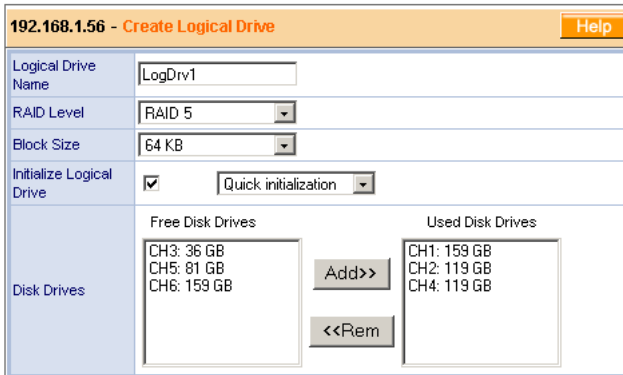 192.168.1.56 - Create Logical Drive
Help
Logical Drive
Name
LogDrv1
RAID Level
RAID 5
Block Size
64 KB
Initialize Logical
Drive
Quick initialization
Disk Drives
Free Disk Drives
CH3: 36 GB
CH5: 81 GB
CH6: 159 GB
Add>>
<<Rem
Used Disk Drives
CH1: 159 GB
CH2: 119 GB
CH4: 119 GB